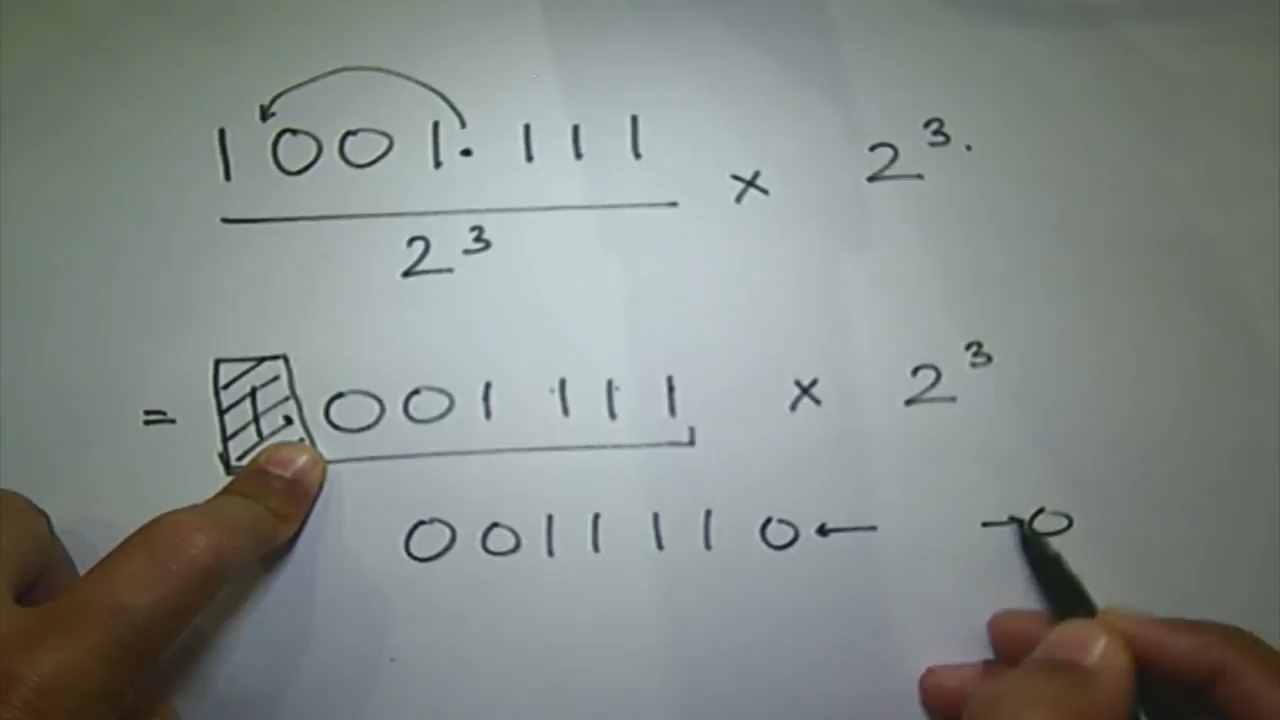 1001.111 × 2³.
2³
= 1.001111 × 2³
0011110 ← → 0